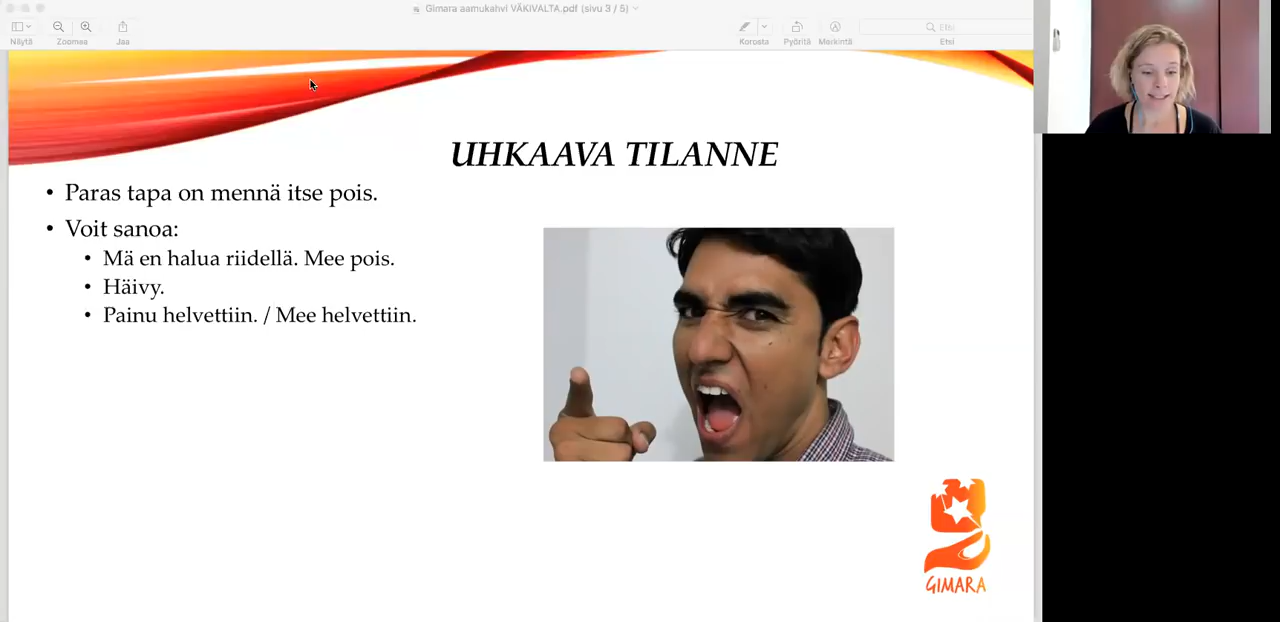 Gimara aamukahvi VÄKIVALTA.pdf (sivu 3 / 5)
Näytä
Zoomaa
Jaa
Korosta
Pyöritä
Merkintä
Etsi
Etsi
UHKAAVA TILANNE
• Paras tapa on mennä itse pois.
• Voit sanoa:
• Mä en halua riidellä. Mee pois.
• Häivy.
• Painu helvettiin. / Mee helvettiin.
GIMARA